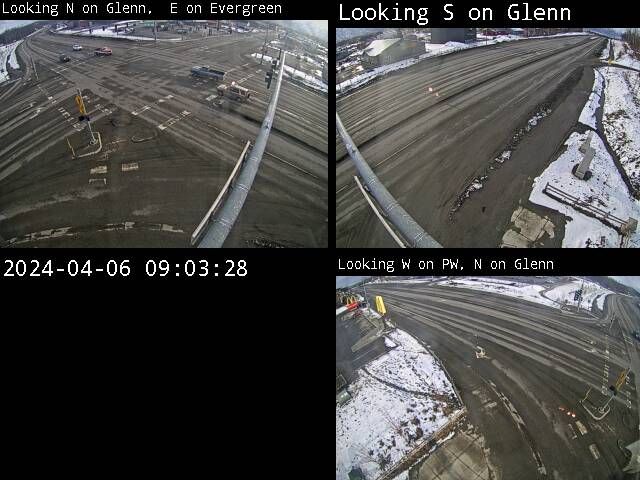 Looking N on Glenn,  E on Evergreen
Looking S on Glenn
2024-04-06 09:03:28
Looking W on PW, N on Glenn